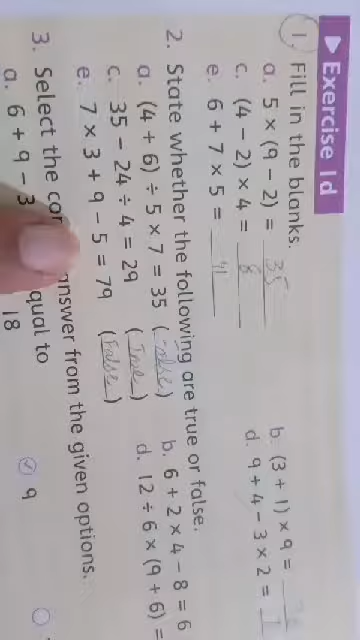 Exercise 1d
1. Fill in the blanks.
a. 5 × (9 – 2) = 35 b. (3 + 1) × 9 =
c. (4 – 2) × 4 = 8 d. 9 + 4 – 3 × 2 =
e. 6 + 7 × 5 = 41
2. State whether the following are true or false.
a. (4 + 6) ÷ 5 × 7 = 35 (False) b. 6 + 2 × 4 – 8 = 6
c. 35 – 24 ÷ 4 = 29 (True) d. 12 ÷ 6 × (9 + 6) =
e. 7 × 3 + 9 – 5 = 79 (False)
3. Select the answer from the given options.
a. 6 + 9 – 3 qual to
18 9